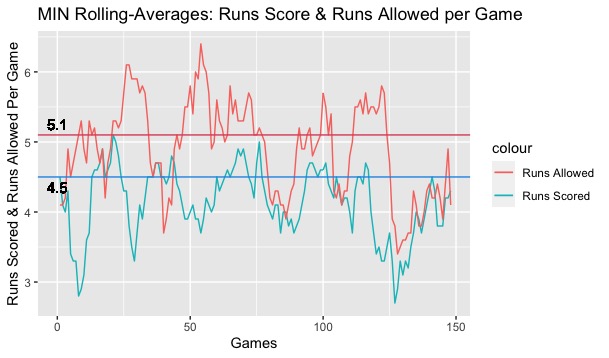 MIN Rolling-Averages: Runs Score & Runs Allowed per Game
Runs Scored & Runs Allowed Per Game
6
5
4
3
5.1
4.5
0
50
100
150
Games
colour
Runs Allowed
Runs Scored